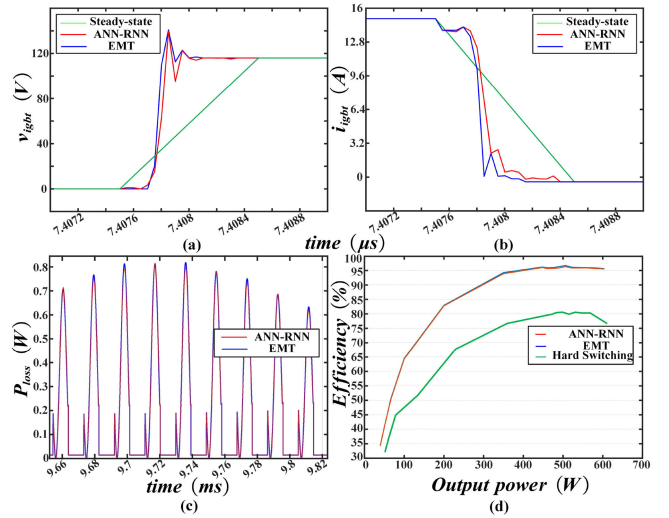 Steady-state
ANN-RNN
EMT
120
80
40
0
v_igbt (V)
7.4072
7.4076
7.408
7.4084
7.4088
(a)
16
12.8
9.6
6.4
3.2
0
i_igbt (A)
Steady-state
ANN-RNN
EMT
7.4072
7.4076
7.408
7.4084
7.4088
(b)
time (μs)
0.8
0.7
0.6
0.5
0.4
0.3
0.2
0.1
0
P_loss (W)
ANN-RNN
EMT
9.66
9.68
9.7
9.72
9.74
9.76
9.78
9.8
9.82
time (ms)
(c)
100
95
90
85
80
75
70
65
60
55
50
45
40
35
30
Efficiency (%)
ANN-RNN
EMT
Hard Switching
0
100
200
300
400
500
600
700
Output power (W)
(d)